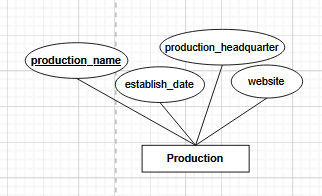 production_headquarter
production_name
establish_date
website
Production